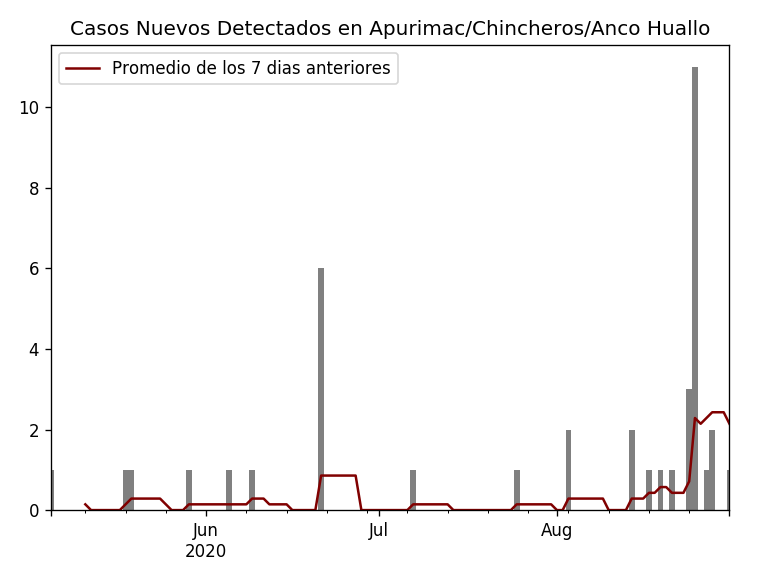 Casos Nuevos Detectados en Apurimac/Chincheros/Anco Huallo
Promedio de los 7 dias anteriores
10
8
6
4
2
0
Jun
2020
Jul
Aug